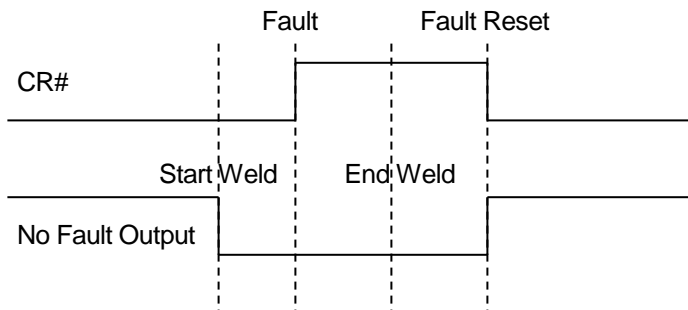 Fault Fault Reset
CR#
Start Weld End Weld
No Fault Output